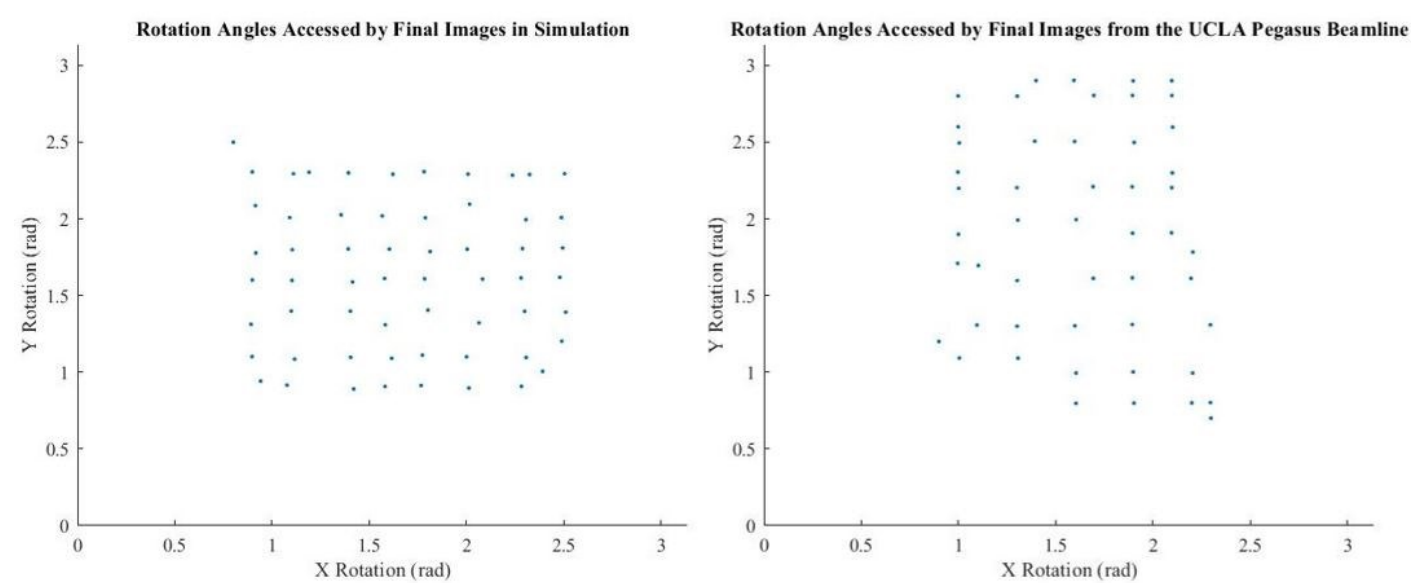 Rotation Angles Accessed by Final Images in Simulation
3
2.5
2
1.5
1
0.5
0
Y Rotation (rad)
0 0.5 1 1.5 2 2.5 3
X Rotation (rad)
Rotation Angles Accessed by Final Images from the UCLA Pegasus Beamline
3
2.5
2
1.5
1
0.5
0
Y Rotation (rad)
0 0.5 1 1.5 2 2.5 3
X Rotation (rad)